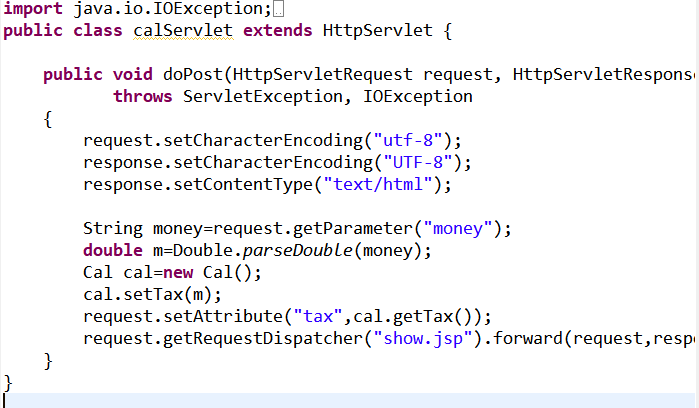 import java.io.IOException;
public class calServlet extends HttpServlet {
public void doPost(HttpServletRequest request, HttpServletResponse
throws ServletException, IOException
{
request.setCharacterEncoding("utf-8");
response.setCharacterEncoding("UTF-8");
response.setContentType("text/html");
String money=request.getParameter("money");
double m=Double.parseDouble(money);
Cal cal=new Cal();
cal.setTax(m);
request.setAttribute("tax",cal.getTax());
request.getRequestDispatcher("show.jsp").forward(request,resp
}
}